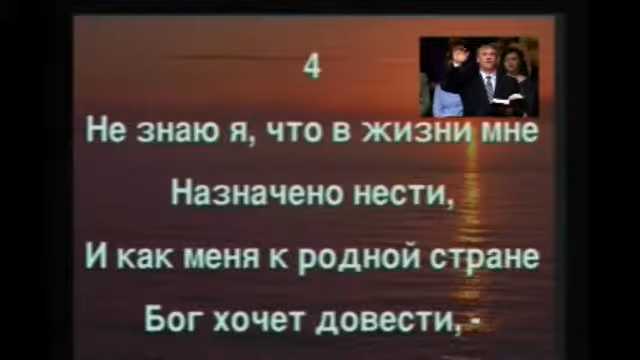 4
Не знаю я, что в жизни мне
Назначено нести,
И как меня к родной стране
Бог хочет довести, -